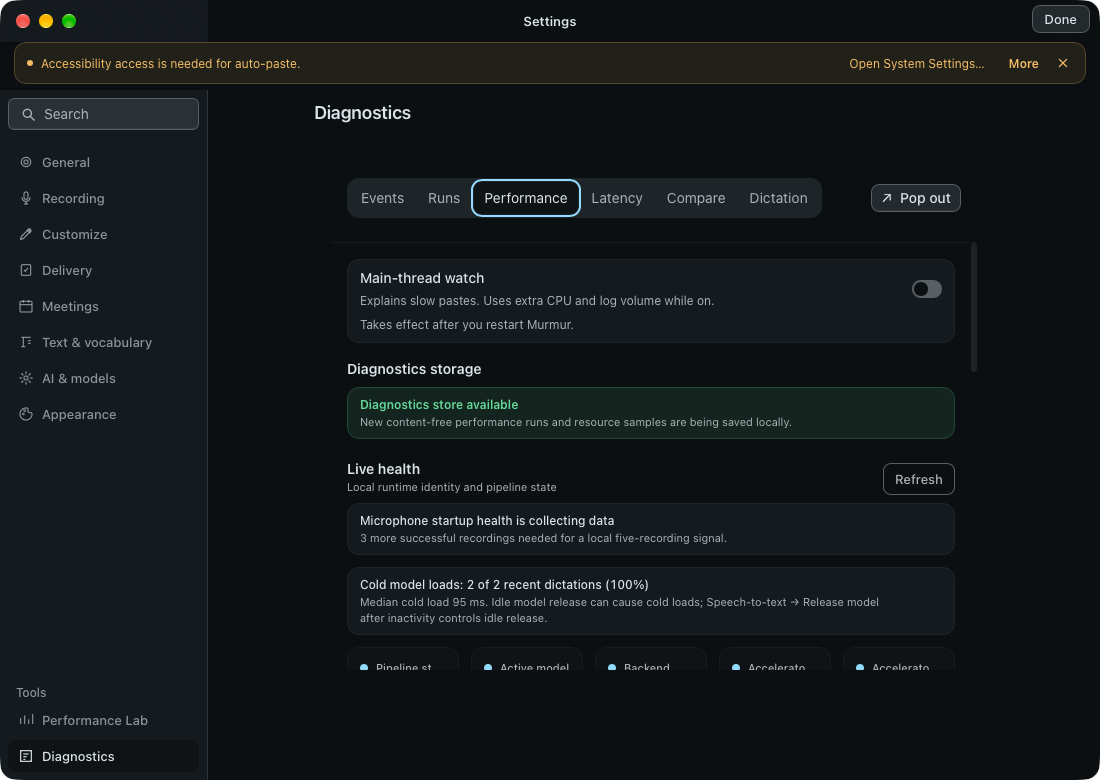 Settings
Done
Accessibility access is needed for auto-paste.
Open System Settings...
More
Search
Diagnostics
General
Recording
Customize
Delivery
Meetings
Text & vocabulary
AI & models
Appearance
Tools
Performance Lab
Diagnostics
Events
Runs
Performance
Latency
Compare
Dictation
Pop out
Main-thread watch
Explains slow pastes. Uses extra CPU and log volume while on.
Takes effect after you restart Murmur.
Diagnostics storage
Diagnostics store available
New content-free performance runs and resource samples are being saved locally.
Live health
Local runtime identity and pipeline state
Refresh
Microphone startup health is collecting data
3 more successful recordings needed for a local five-recording signal.
Cold model loads: 2 of 2 recent dictations (100%)
Median cold load 95 ms. Idle model release can cause cold loads; Speech-to-text → Release model
after inactivity controls idle release.
Pipeline st
Active model
Backend
Accelerato
Accelerato